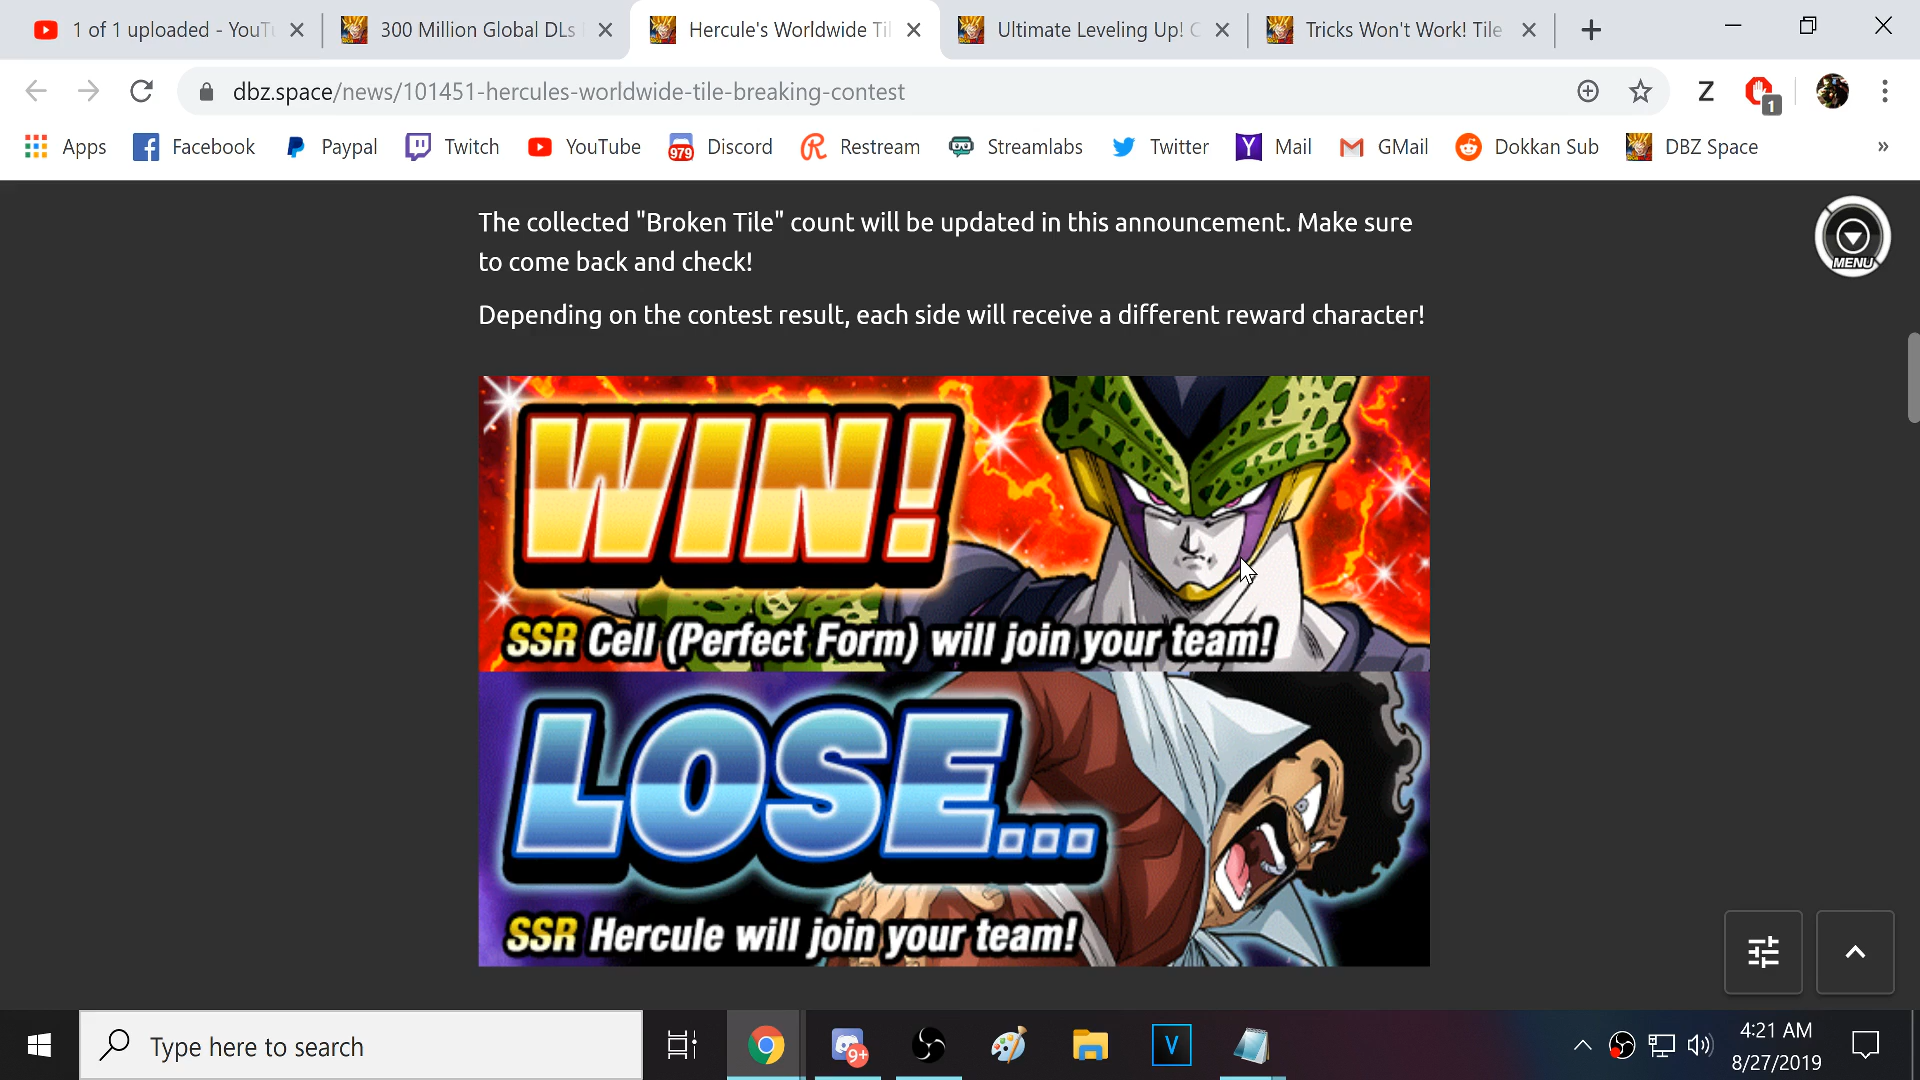 1 of 1 uploaded - YouTu
300 Million Global DLs
Hercule's Worldwide Til
Ultimate Leveling Up! C
Tricks Won't Work! Tile
dbz.space/news/101451-hercules-worldwide-tile-breaking-contest
Z
1
Apps
Facebook
Paypal
Twitch
YouTube
979
Discord
Restream
Streamlabs
Twitter
Mail
GMail
Dokkan Sub
DBZ Space
»
The collected "Broken Tile" count will be updated in this announcement. Make sure
to come back and check!
MENU
Depending on the contest result, each side will receive a different reward character!
WIN!
SSR Cell (Perfect Form) will join your team!
LOSE...
SSR Hercule will join your team!
Type here to search
9+
V
4:21 AM
8/27/2019